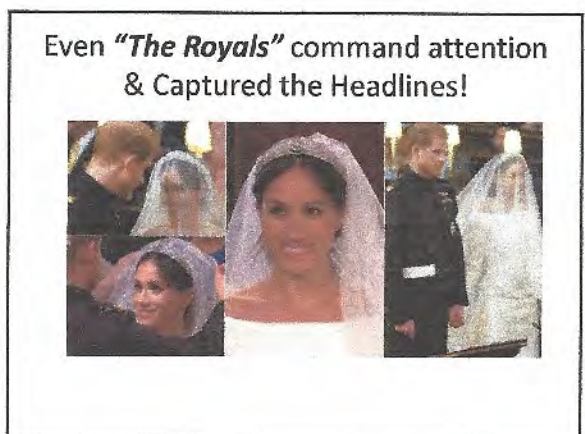 Even “The Royals” command attention
& Captured the Headlines!